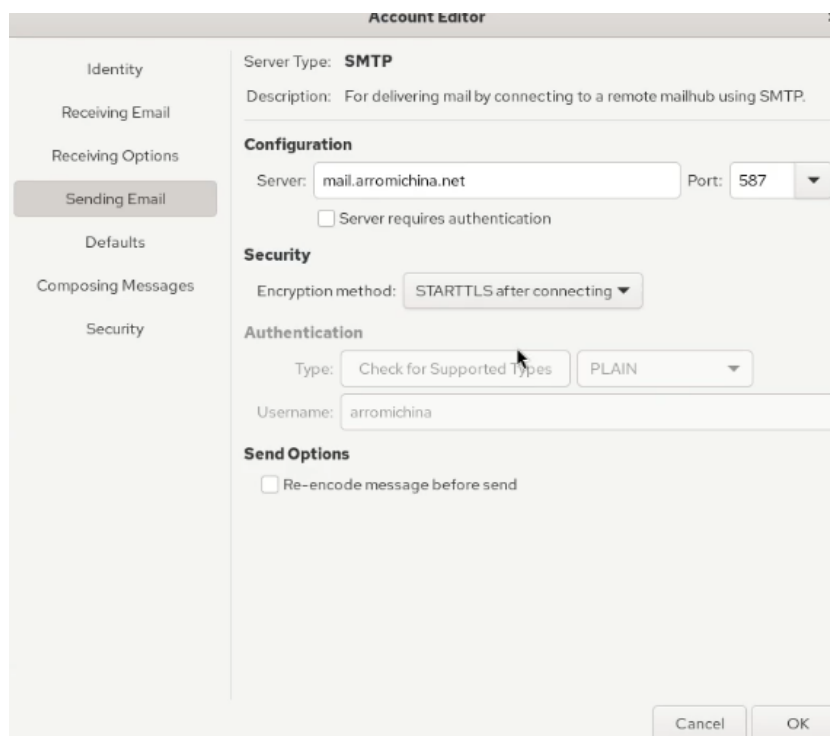 Account Editor
Identity
Receiving Email
Receiving Options
Sending Email
Defaults
Composing Messages
Security
Server Type: SMTP
Description: For delivering mail by connecting to a remote mailhub using SMTP.
Configuration
Server: mail.arromichina.net Port: 587
Server requires authentication
Security
Encryption method: STARTTLS after connecting
Authentication
Type: Check for Supported Types PLAIN
Username: arromichina
Send Options
Re-encode message before send
Cancel OK